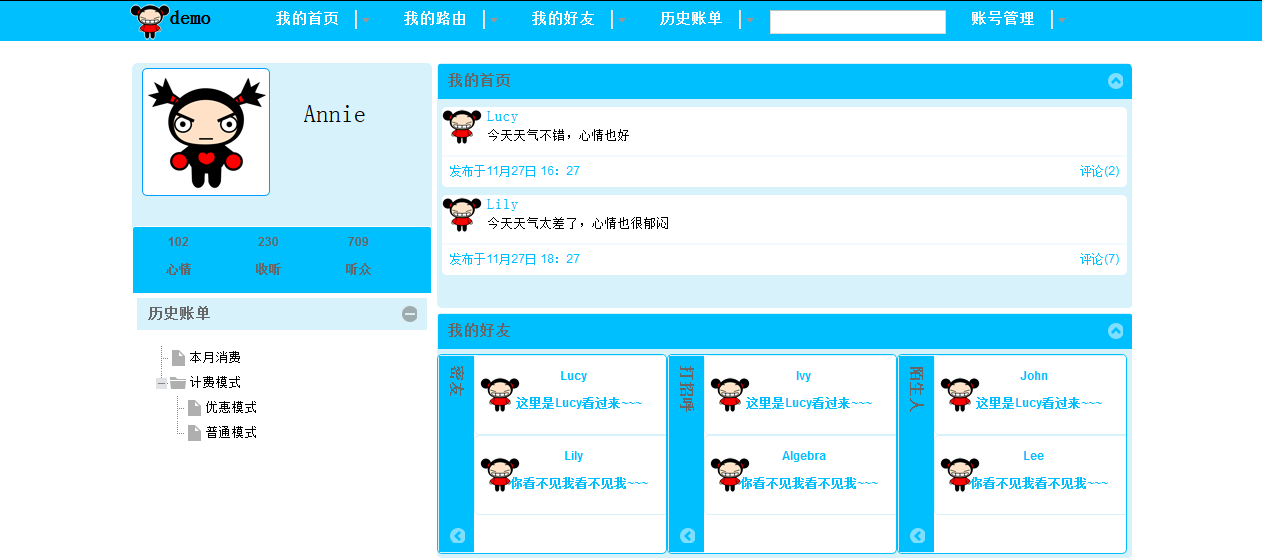 demo 我的首页 我的路由 我的好友 历史账单 账号管理
Annie
102 230 709
心情 收听 听众
历史账单
本月消费
计费模式
优惠模式
普通模式
我的首页
Lucy
今天天气不错，心情也好
发布于11月27日 16：27 评论(2)
Lily
今天天气太差了，心情也很郁闷
发布于11月27日 18：27 评论(7)
我的好友
密友
Lucy
这里是Lucy看过来~~~
Lily
你看不见我看不见我~~~
打招呼
Ivy
这里是Lucy看过来~~~
Algebra
你看不见我看不见我~~~
陌生人
John
这里是Lucy看过来~~~
Lee
你看不见我看不见我~~~